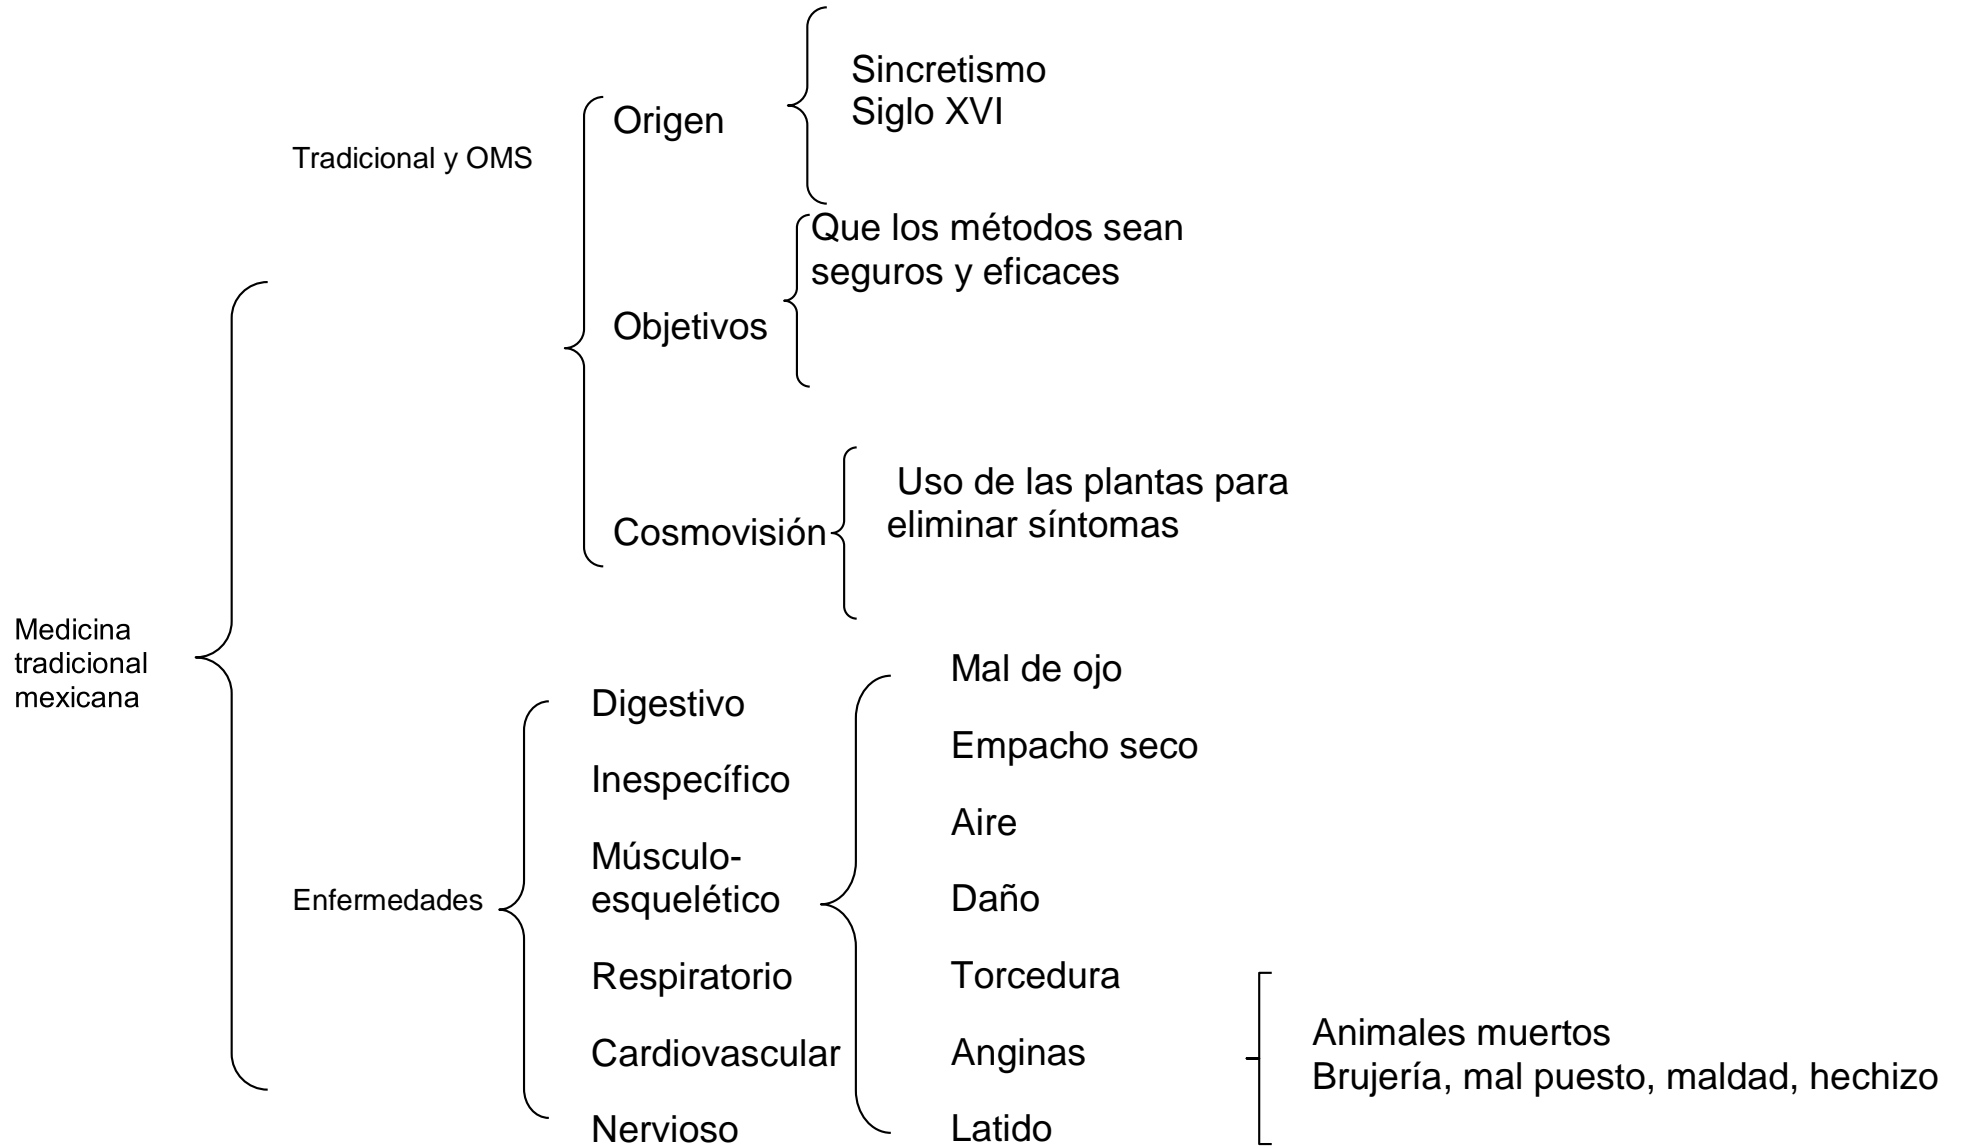 Medicina
tradicional
mexicana
Tradicional y OMS
Origen
Sincretismo
Siglo XVI
Objetivos
Que los métodos sean
seguros y eficaces
Cosmovisión
Uso de las plantas para
eliminar síntomas
Enfermedades
Digestivo
Inespecífico
Músculo-
esquelético
Respiratorio
Cardiovascular
Nervioso
Mal de ojo
Empacho seco
Aire
Daño
Torcedura
Anginas
Latido
Animales muertos
Brujería, mal puesto, maldad, hechizo